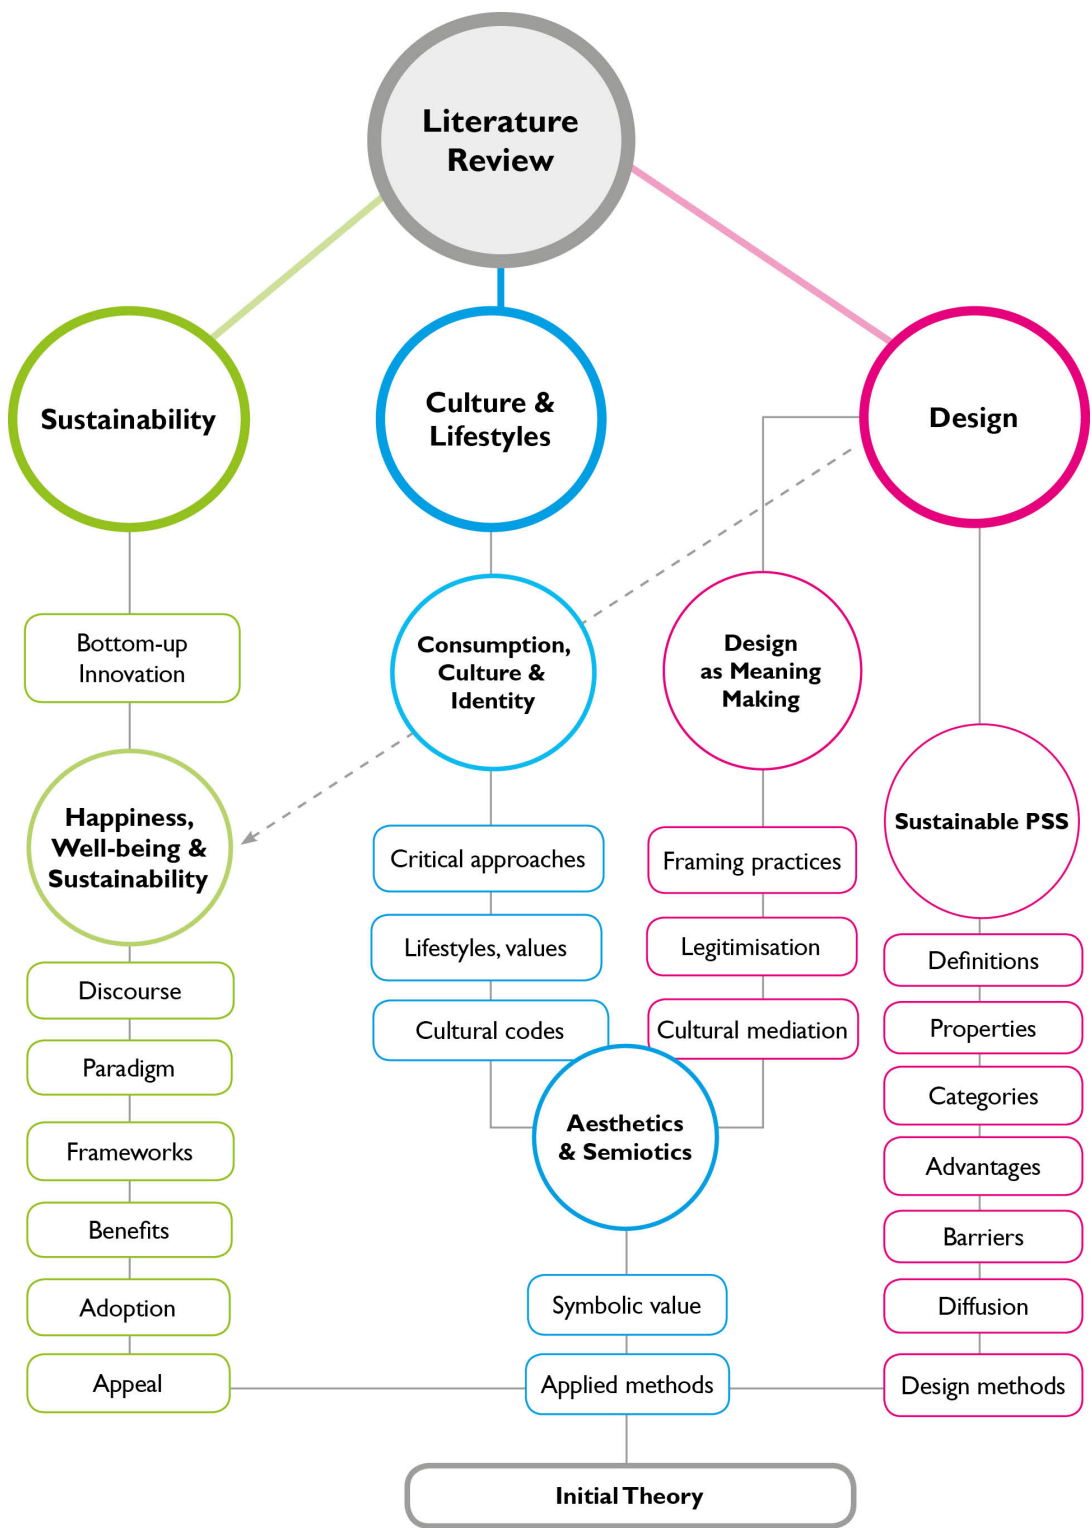 Literature
Review
Sustainability
Culture &
Lifestyles
Design
Bottom-up
Innovation
Consumption,
Culture &
Identity
Design
as Meaning
Making
Happiness,
Well-being &
Sustainability
Sustainable PSS
Critical approaches
Framing practices
Lifestyles, values
Legitimisation
Cultural codes
Cultural mediation
Discourse
Paradigm
Frameworks
Benefits
Adoption
Appeal
Aesthetics
& Semiotics
Symbolic value
Applied methods
Definitions
Properties
Categories
Advantages
Barriers
Diffusion
Design methods
Initial Theory